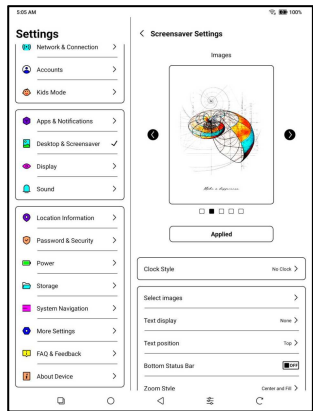 5:05 AM
100%
Settings
Network & Connection
Accounts
Kids Mode
Apps & Notifications
Desktop & Screensaver
Display
Sound
Location Information
Password & Security
Power
Storage
System Navigation
More Settings
FAQ & Feedback
About Device
Screensaver Settings
Images
Applied
Clock Style
No Clock
Select images
Text display
None
Text position
Top
Bottom Status Bar
OFF
Zoom Style
Center and Fill